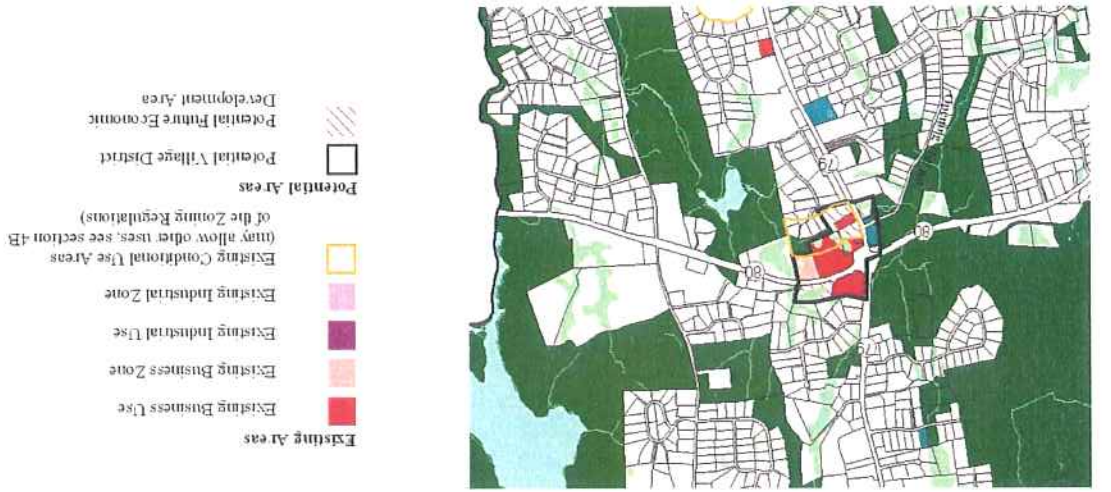 Existing Areas
Existing Business Use
Existing Business Zone
Existing Industrial Use
Existing Industrial Zone
Existing Conditional Use Areas
(may allow other uses, see section 4B
of the Zoning Regulations)
Potential Areas
Potential Village District
Potential Future Economic
Development Area
79
80
80
79
Opening